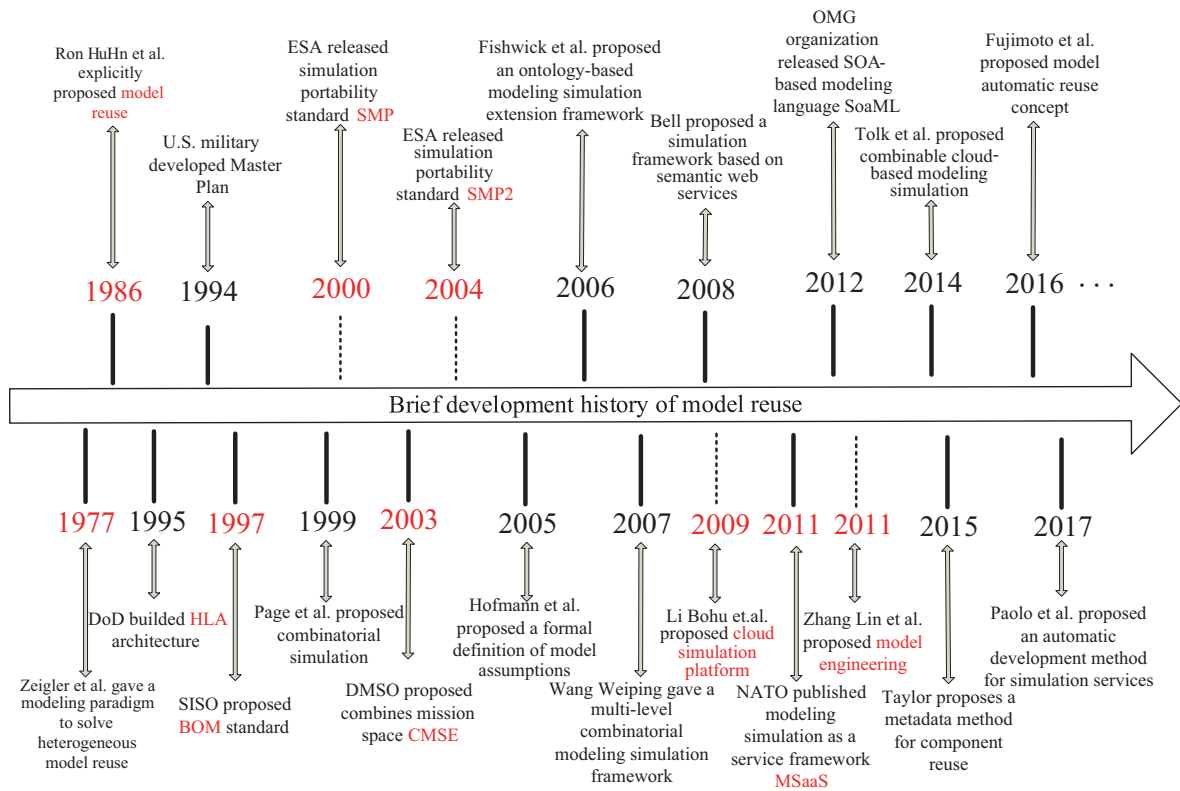 Ron HuHn et al.
explicitly
proposed model
reuse
U.S. military
developed Master
Plan
ESA released
simulation
portability
standard SMP
ESA released
simulation
portability
standard SMP2
Fishwick et al. proposed
an ontology-based
modeling simulation
extension framework
Bell proposed a
simulation
framework based on
semantic web
services
OMG
organization
released SOA-
based modeling
language SoaML
Tolk et al. proposed
combinable cloud-
based modeling
simulation
Fujimoto et al.
proposed model
automatic reuse
concept
1986 1994 2000 2004 2006 2008 2012 2014 2016 ...
Brief development history of model reuse
1977 1995 1997 1999 2003 2005 2007 2009 2011 2011 2015 2017
Zeigler et al. gave a
modeling paradigm
to solve
heterogeneous
model reuse
DoD builded HLA
architecture
SISO proposed
BOM standard
Page et al. proposed
combinatorial
simulation
DMSO proposed
combines mission
space CMSE
Hofmann et al.
proposed a formal
definition of model
assumptions
Wang Weiping gave a
multi-level
combinatorial
modeling simulation
framework
Li Bohu et.al.
proposed cloud
simulation
platform
NATO published
modeling
simulation as a
service framework
MSaaS
Zhang Lin et al.
proposed model
engineering
Taylor proposes a
metadata method
for component
reuse
Paolo et al. proposed
an automatic
development method
for simulation services